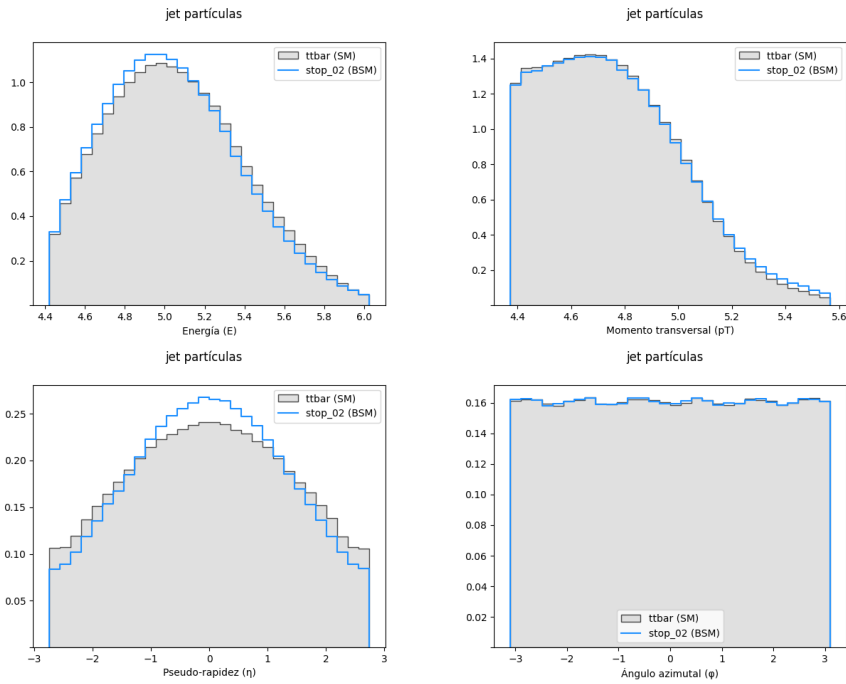 jet partículas
ttbar (SM)
stop_02 (BSM)
1.0
0.8
0.6
0.4
0.2
4.4 4.6 4.8 5.0 5.2 5.4 5.6 5.8 6.0
Energía (E)
jet partículas
ttbar (SM)
stop_02 (BSM)
1.4
1.2
1.0
0.8
0.6
0.4
0.2
4.4 4.6 4.8 5.0 5.2 5.4 5.6
Momento transversal (pT)
jet partículas
ttbar (SM)
stop_02 (BSM)
0.25
0.20
0.15
0.10
0.05
−3 −2 −1 0 1 2 3
Pseudo-rapidez (η)
jet partículas
0.16
0.14
0.12
0.10
0.08
0.06
0.04
0.02
ttbar (SM)
stop_02 (BSM)
−3 −2 −1 0 1 2 3
Ángulo azimutal (φ)